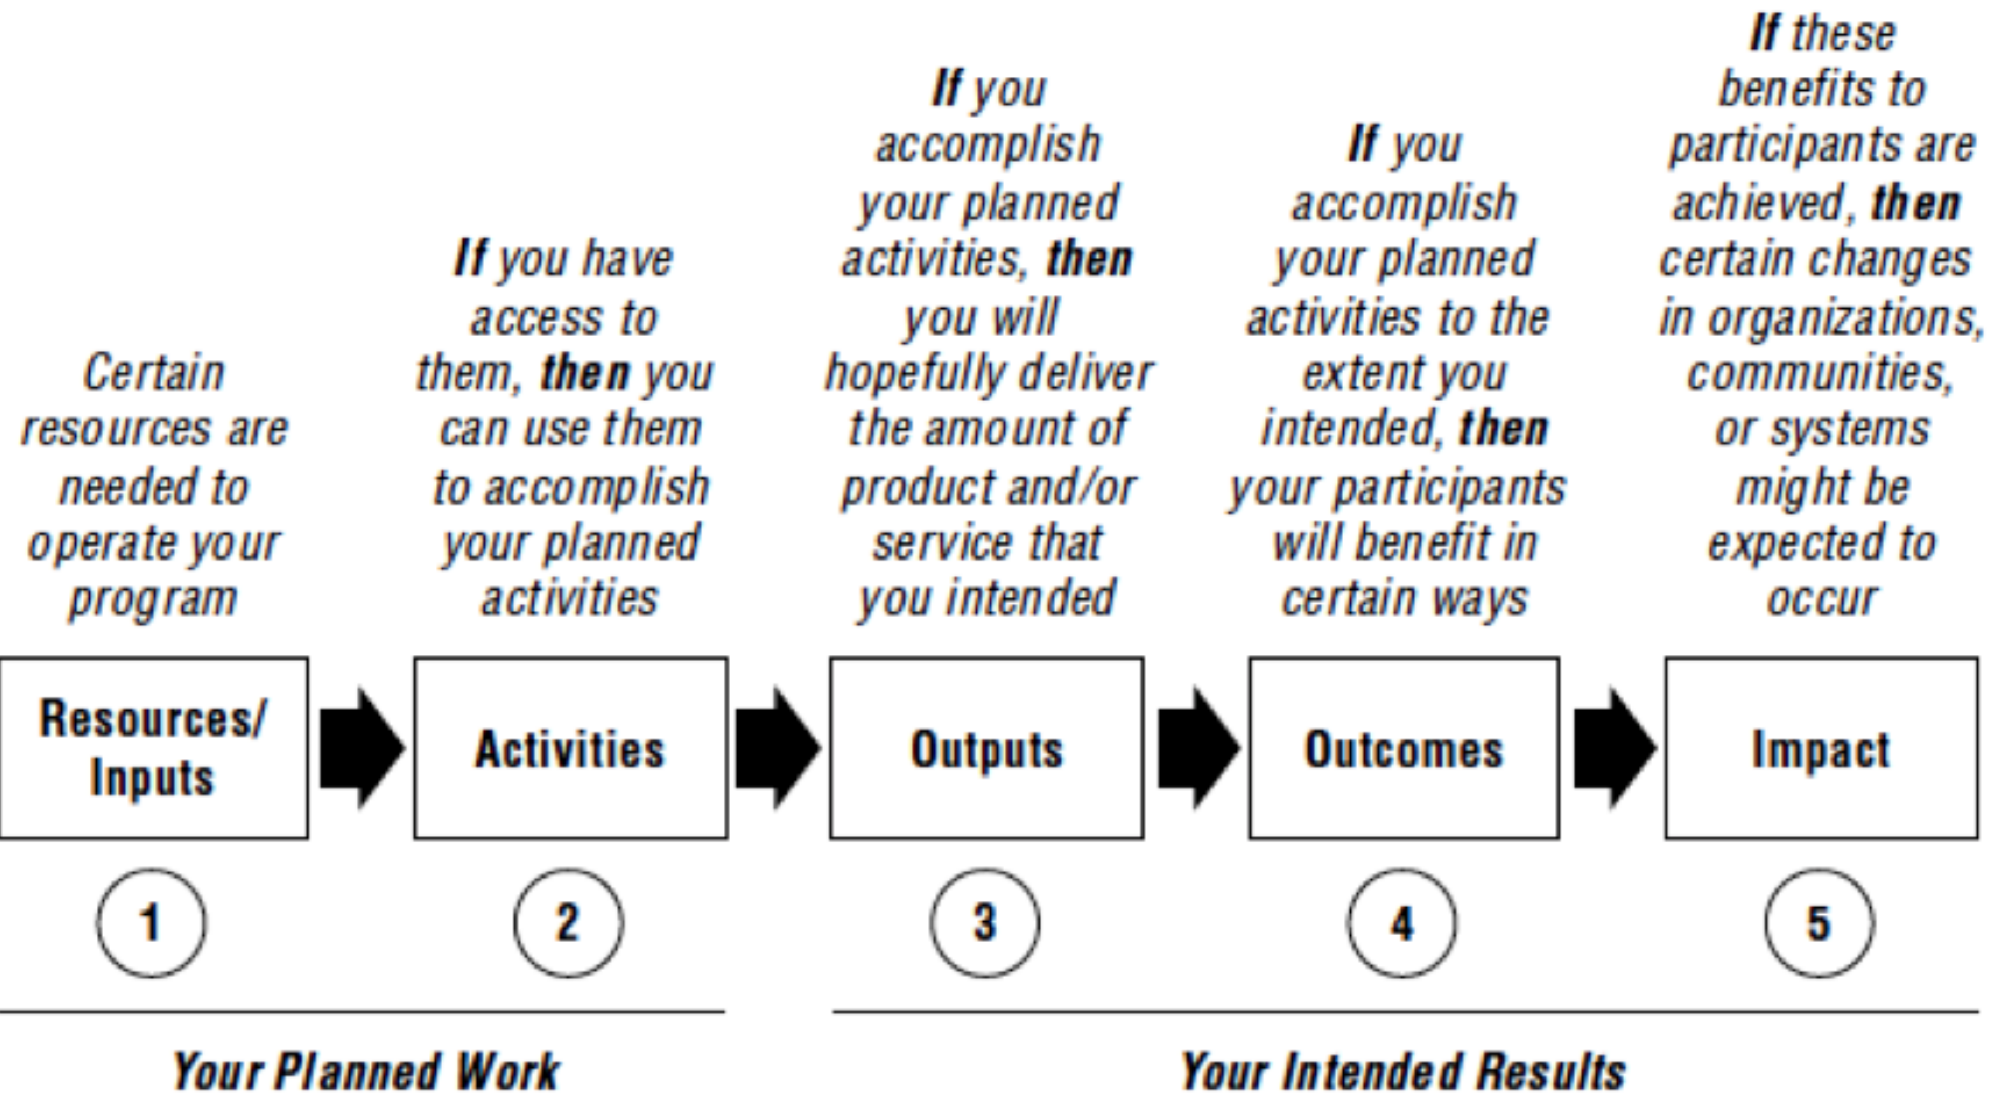 Certain
resources are
needed to
operate your
program
If you have
access to
them, then you
can use them
to accomplish
your planned
activities
If you
accomplish
your planned
activities, then
you will
hopefully deliver
the amount of
product and/or
service that
you intended
If you
accomplish
your planned
activities to the
extent you
intended, then
your participants
will benefit in
certain ways
If these
benefits to
participants are
achieved, then
certain changes
in organizations,
communities,
or systems
might be
expected to
occur
Resources/
Inputs
Activities
Outputs
Outcomes
Impact
1
2
3
4
5
Your Planned Work
Your Intended Results